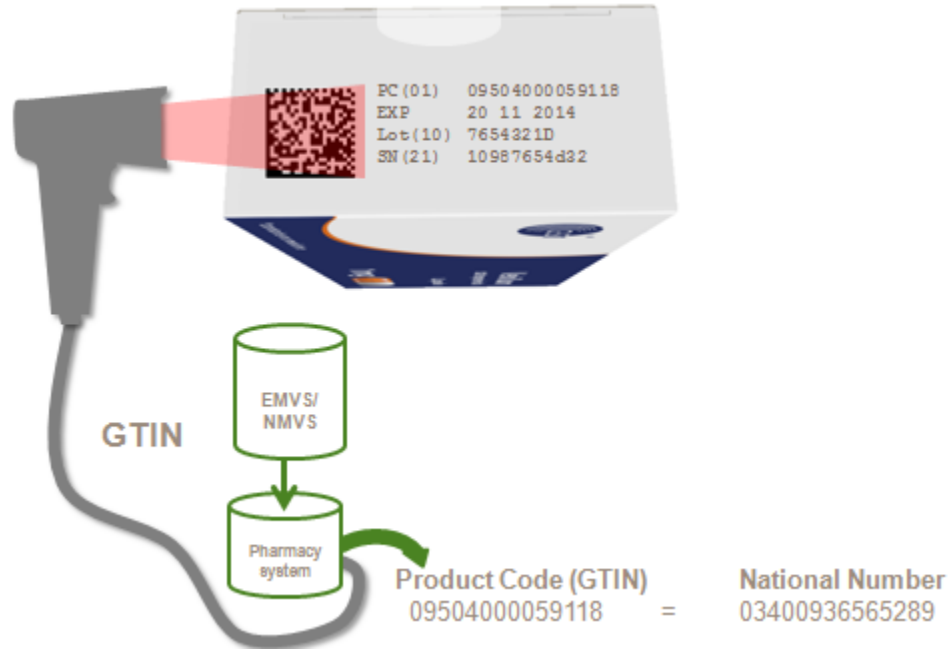 PC(01) 09504000059118
EXP 20 11 2014
Lot(10) 7654321D
SN(21) 10987654d32
EMVS/
NMVS
GTIN
Pharmacy
system
Product Code (GTIN) National Number
09504000059118 = 03400936565289